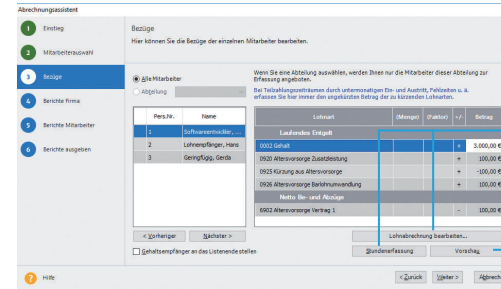 Abrechnungsassistent
1 Einstieg
2 Mitarbeiterauswahl
3 Bezüge
4 Berichte Firma
5 Berichte Mitarbeiter
6 Berichte ausgeben
Bezüge
Hier können Sie die Bezüge der einzelnen Mitarbeiter bearbeiten.
Alle Mitarbeiter
Abteilung
Wenn Sie eine Abteilung auswählen, werden Ihnen nur die Mitarbeiter dieser Abteilung zur
Erfassung angeboten.
Bei Teilzahlungszeiträumen durch untermonatigen Ein- und Austritt, Fehlzeiten u. ä.
erfassen Sie hier immer den ungekürzten Betrag der zu kürzenden Lohnarten.
Pers.Nr. Name
1 Softwareentwickler, ...
2 Lohnempfänger, Hans
3 Geringfügig, Gerda
Lohnart (Menge) (Faktor) +/- Betrag
Laufendes Entgelt
0002 Gehalt + 3.000,00 €
0920 Altersvorsorge Zusatzleistung + 100,00 €
0925 Kürzung aus Altersvorsorge + -100,00 €
0926 Altersvorsorge Barlohnumwandlung + 100,00 €
Netto Be- und Abzüge
6902 Altersvorsorge Vertrag 1 - 100,00 €
< Vorheriger Nächster >
Lohnabrechnung bearbeiten...
Gehaltsempfänger an das Listenende stellen
Stundenerfassung Vorschau
Hilfe
< Zurück Weiter > Abbrech